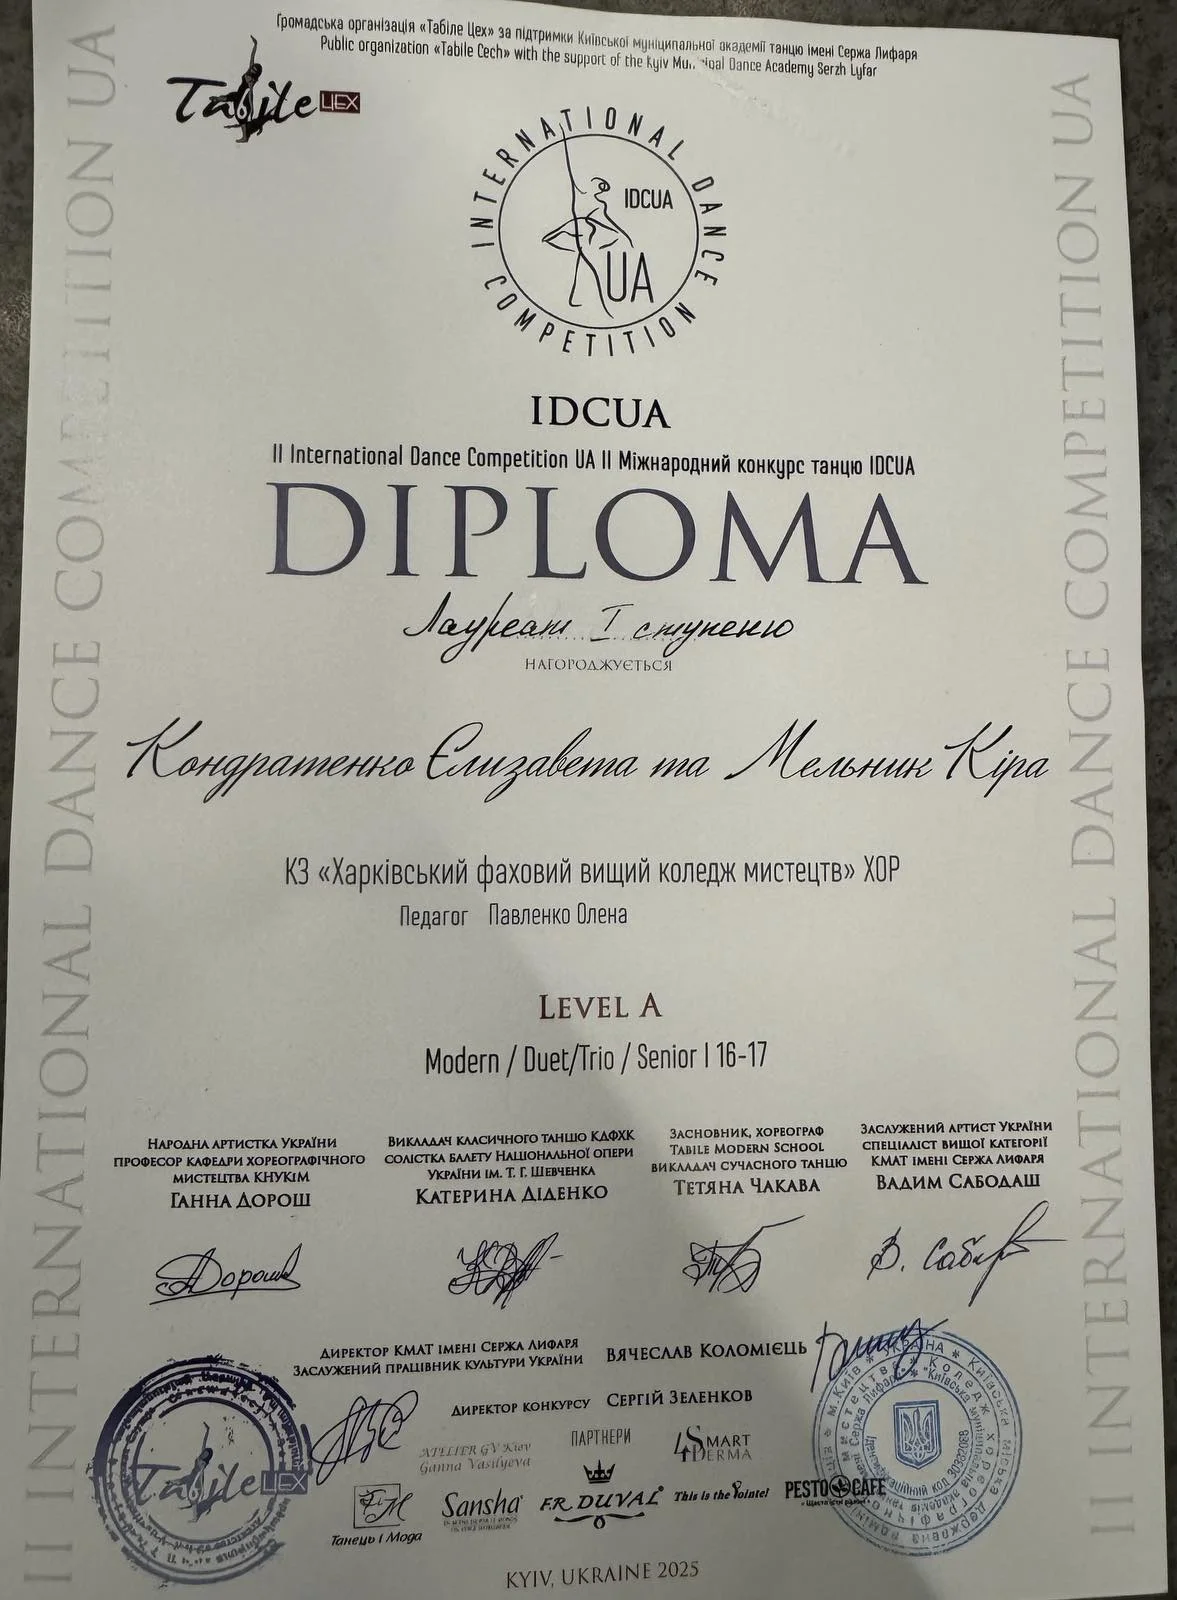 Громадська організація «Табіле Цех» за підтримки Київської муніципальної академії танцю імені Сержа Лифаря
Public organization «Tabile Cech» with the support of the Kyiv Dance Academy Serzh Lyfar
Tabile ЦЕХ
INTERNATIONAL DANCE COMPETITION
IDCUA
UA
IDCUA
II International Dance Competition UA II Міжнародний конкурс танцю IDCUA
DIPLOMA
Лауреат I ступеню
НАГОРОДЖУЄТЬСЯ
Кондратенко Єлизавета та Мельник Кіра
КЗ «Харківський фаховий вищий коледж мистецтв» ХОР
Педагог Павленко Олена
LEVEL A
Modern / Duet/Trio / Senior I 16-17
НАРОДНА АРТИСТКА УКРАЇНИ
ПРОФЕСОР КАФЕДРИ ХОРЕОГРАФІЧНОГО
МИСТЕЦТВА КНУКІМ
ГАННА ДОРОШ
Дорош
ВИКЛАДАЧ КЛАСИЧНОГО ТАНЦЮ КДФХК
СОЛІСТКА БАЛЕТУ НАЦІОНАЛЬНОЇ ОПЕРИ
УКРАЇНИ ІМ. Т. Г. ШЕВЧЕНКА
КАТЕРИНА ДІДЕНКО
ЗАСНОВНИК, ХОРЕОГРАФ
TABILE MODERN SCHOOL
ВИКЛАДАЧ СУЧАСНОГО ТАНЦЮ
ТЕТЯНА ЧАКАВА
ЗАСЛУЖЕНИЙ АРТИСТ УКРАЇНИ
СПЕЦІАЛІСТ ВИЩОЇ КАТЕГОРІЇ
КМАТ ІМЕНІ СЕРЖА ЛИФАРЯ
ВАДИМ САБОДАШ
ДИРЕКТОР КМАТ ІМЕНІ СЕРЖА ЛИФАРЯ
ЗАСЛУЖЕНИЙ ПРАЦІВНИК КУЛЬТУРИ УКРАЇНИ
ВЯЧЕСЛАВ КОЛОМІЄЦЬ
ДИРЕКТОР КОНКУРСУ СЕРГІЙ ЗЕЛЕНКОВ
ПАРТНЕРИ
ATELIER GV Kiev
Ganna Vasilyeva
4SMART
DERMA
Танець і Мода
Sansha
F.R. DUVAL
This is the Pointe!
PESTO CAFE
Tabile ЦЕХ
Ідентифікаційний код 30382088
KYIV, UKRAINE 2025
II INTERNATIONAL DANCE COMPETITION UA
II INTERNATIONAL DANCE COMPETITION UA